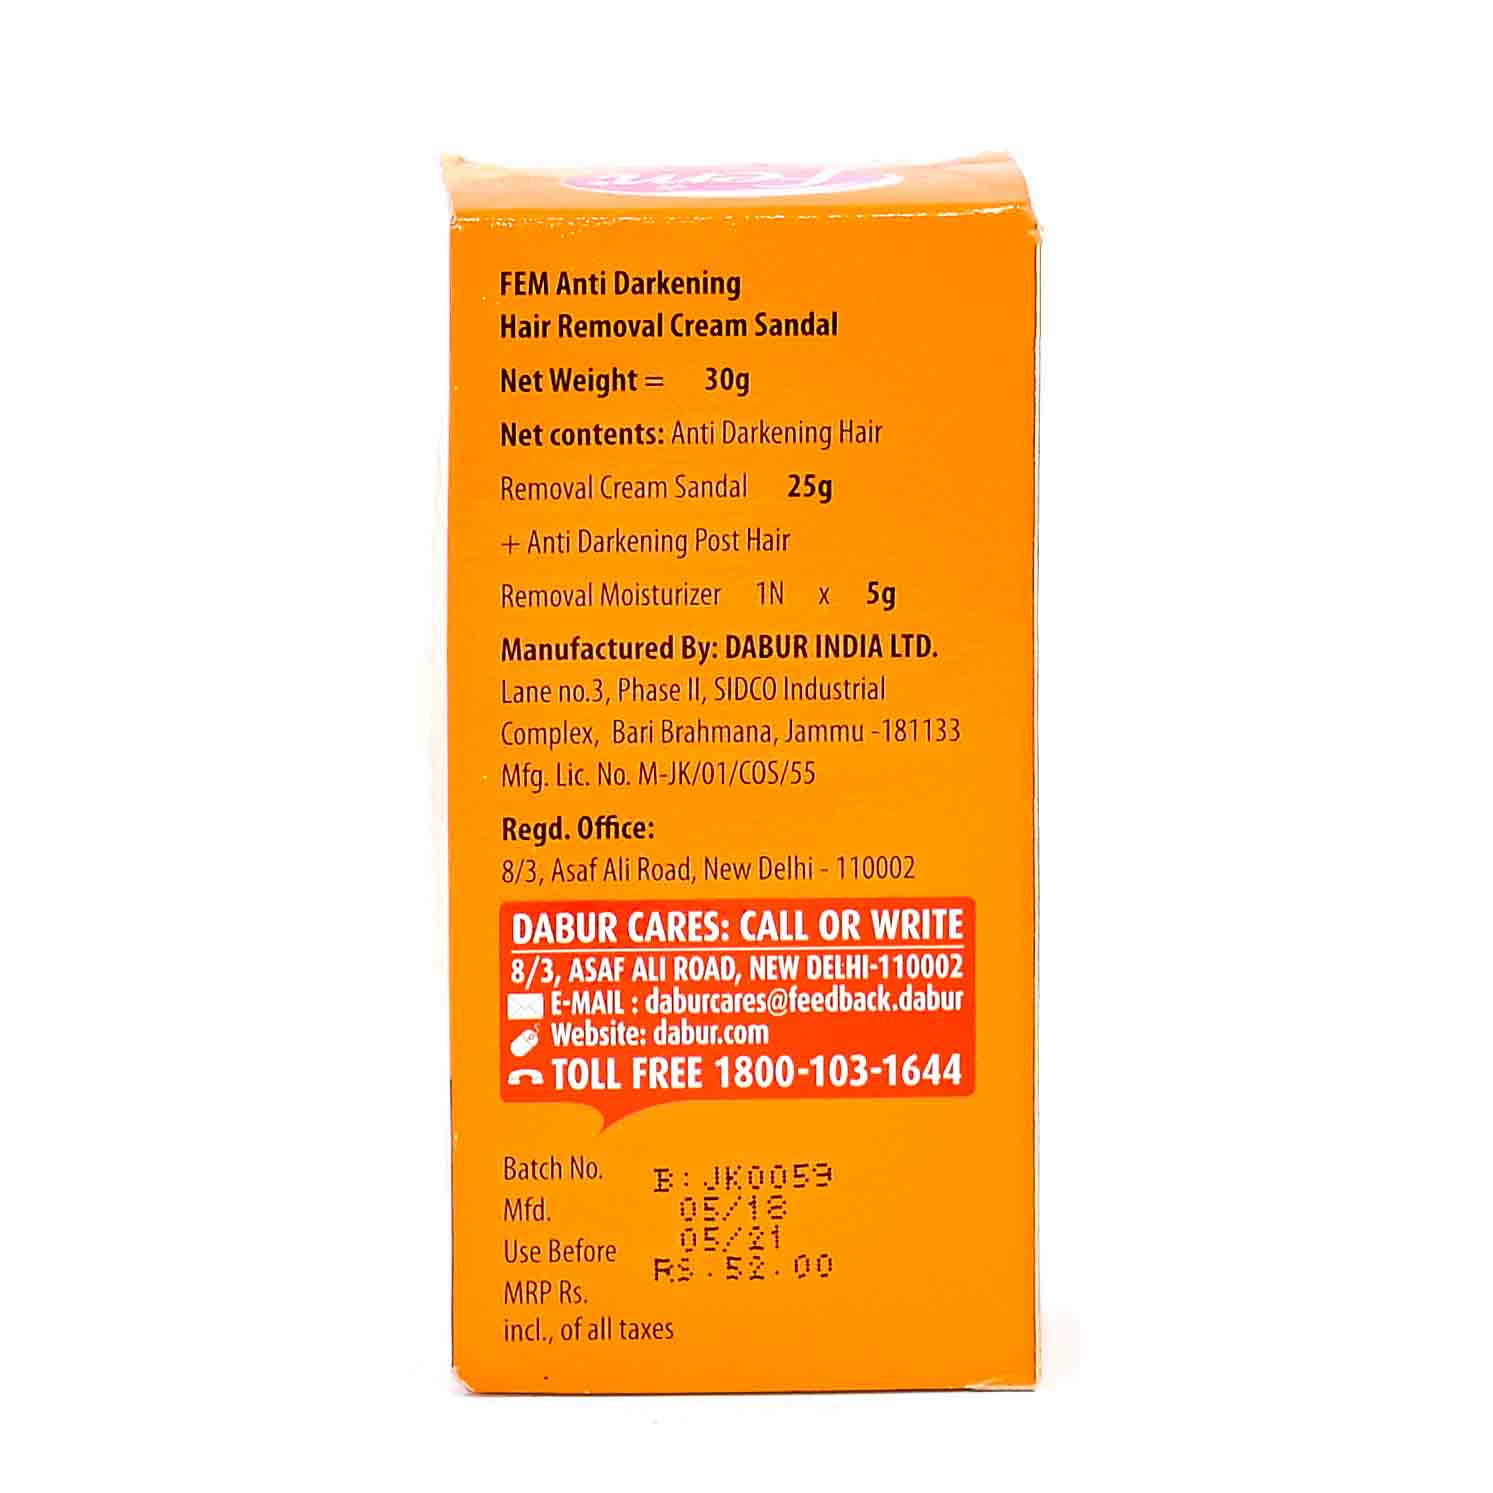 Fem
FEM Anti Darkening
Hair Removal Cream Sandal
Net Weight = 30g
Net contents: Anti Darkening Hair
Removal Cream Sandal 25g
+ Anti Darkening Post Hair
Removal Moisturizer 1N x 5g
Manufactured By: DABUR INDIA LTD.
Lane no.3, Phase II, SIDCO Industrial
Complex, Bari Brahmana, Jammu -181133
Mfg. Lic. No. M-JK/01/COS/55
Regd. Office:
8/3, Asaf Ali Road, New Delhi - 110002
DABUR CARES: CALL OR WRITE
8/3, ASAF ALI ROAD, NEW DELHI-110002
E-MAIL : daburcares@feedback.dabur
Website: dabur.com
TOLL FREE 1800-103-1644
Batch No. B:JK0059
Mfd. 05/18
Use Before 05/21
MRP Rs. RS.52.00
incl., of all taxes